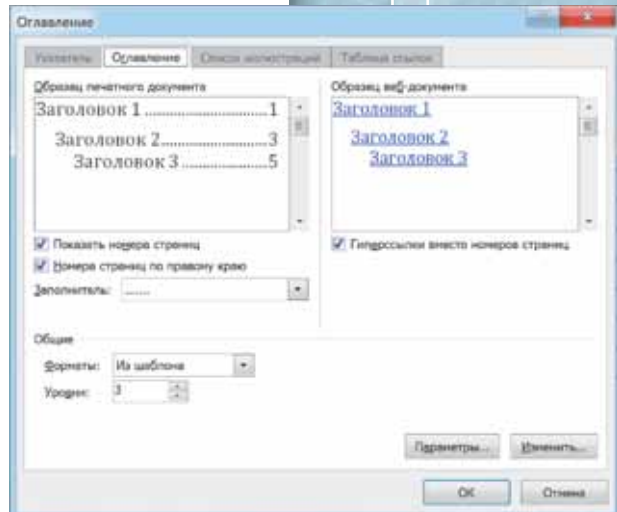 Оглавление
Указатель Оглавление Список иллюстраций Таблица ссылок
Образец печатного документа
Заголовок 1..............................1
Заголовок 2..........................3
Заголовок 3......................5
Образец веб-документа
Заголовок 1
Заголовок 2
Заголовок 3
Показать номера страниц
Номера страниц по правому краю
Заполнитель: .......
Гиперссылки вместо номеров страниц
Общие
Форматы: Из шаблона
Уровни: 3
Параметры... Изменить...
ОК Отмена